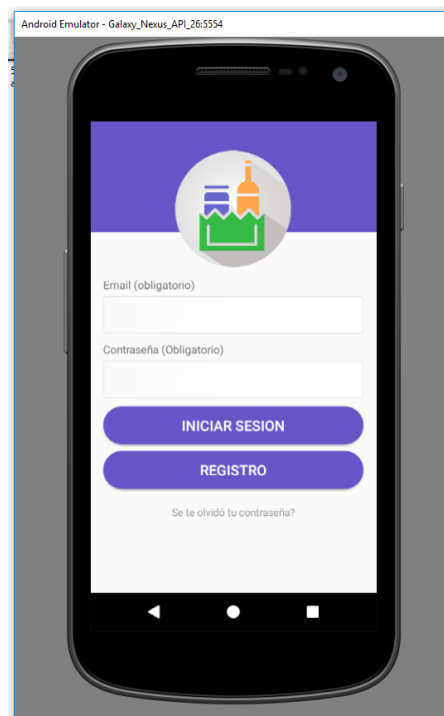 Android Emulator - Galaxy_Nexus_API_26:5554
Email (obligatorio)
Contraseña (Obligatorio)
INICIAR SESION
REGISTRO
Se te olvidó tu contraseña?